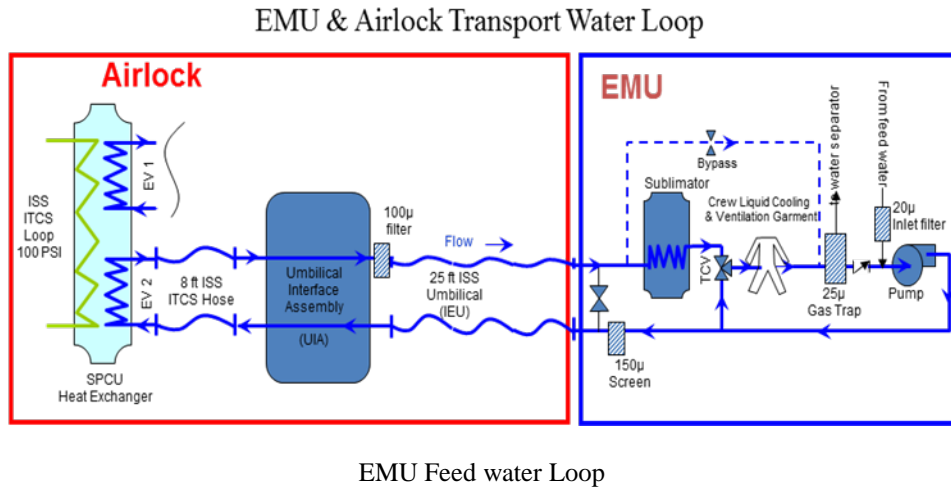 EMU & Airlock Transport Water Loop
Airlock
ISS
ITCS
Loop
100 PSI
EV 1
EV 2
SPCU
Heat Exchanger
8 ft ISS
ITCS Hose
Umbilical
Interface
Assembly
(UIA)
100µ
filter
Flow
25 ft ISS
Umbilical
(IEU)
EMU
Bypass
Sublimator
TCV
Crew Liquid Cooling
& Ventilation Garment
to water separator
From feed water
20µ
Inlet filter
25µ
Gas Trap
Pump
150µ
Screen
EMU Feed water Loop